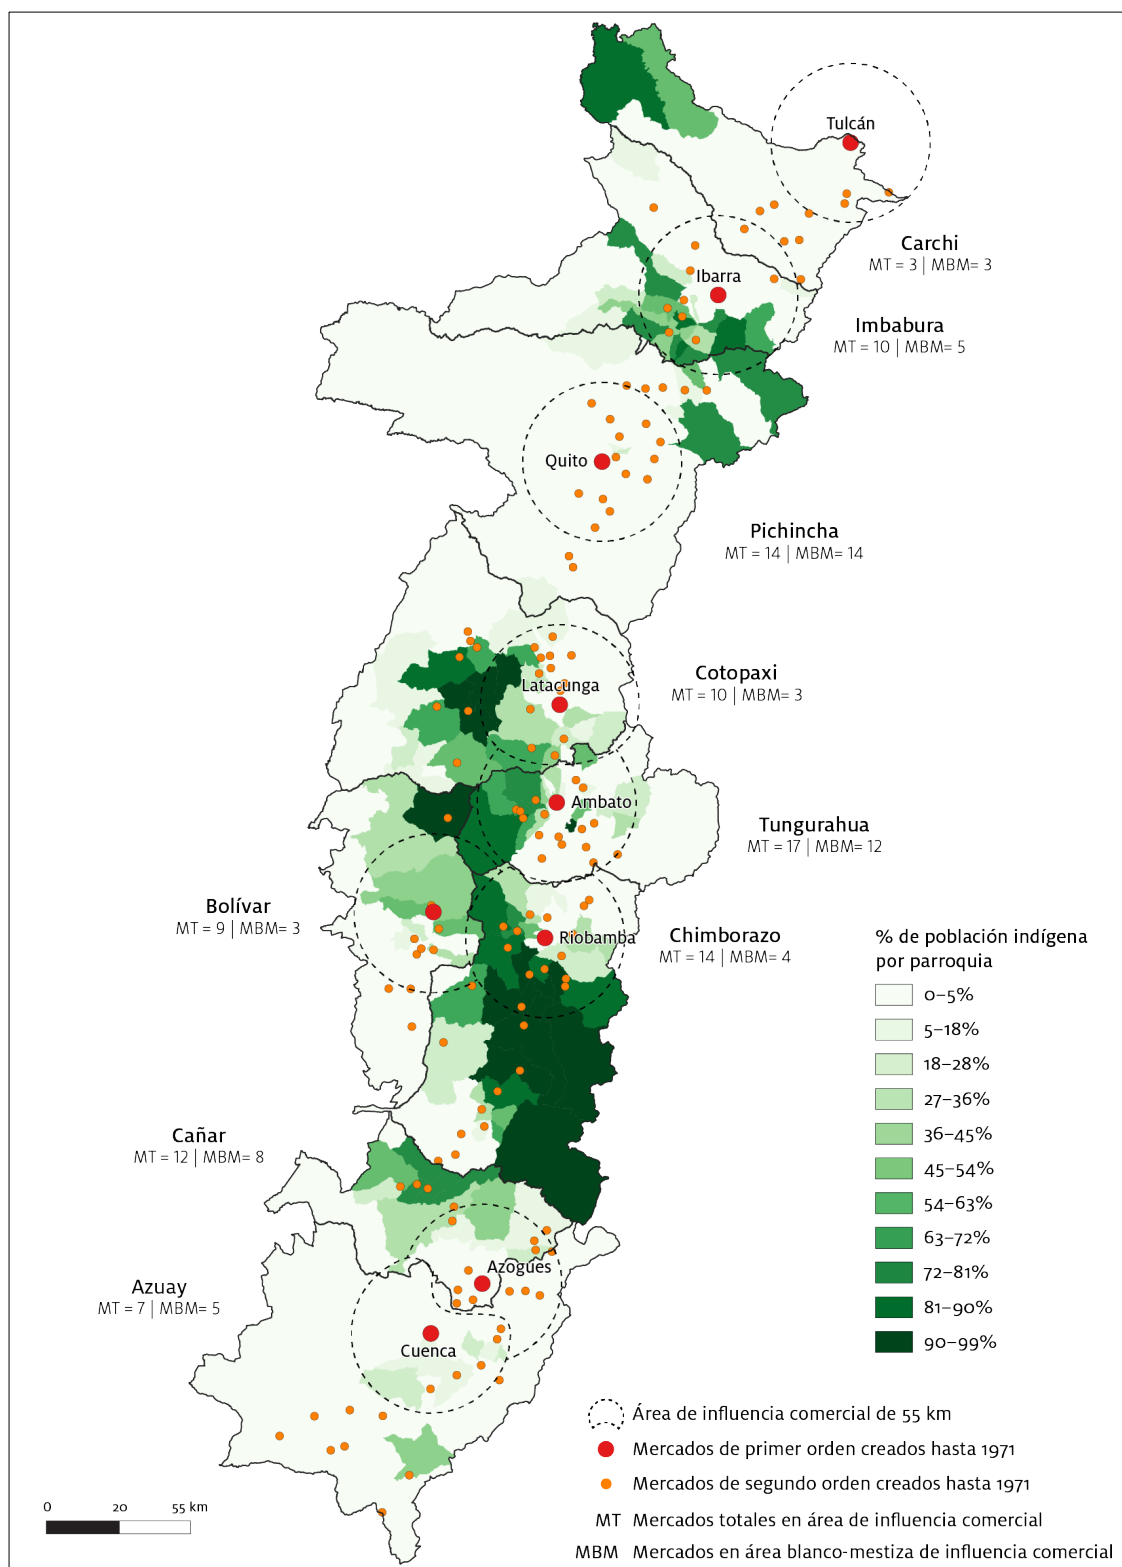 Tulcán
Carchi
MT = 3 | MBM= 3
Ibarra
Imbabura
MT = 10 | MBM= 5
Quito
Pichincha
MT = 14 | MBM= 14
Cotopaxi
MT = 10 | MBM= 3
Latacunga
Ambato
Tungurahua
MT = 17 | MBM= 12
Bolívar
MT = 9 | MBM= 3
Riobamba
Chimborazo
MT = 14 | MBM= 4
% de población indígena
por parroquia
0–5%
5–18%
18–28%
27–36%
36–45%
45–54%
54–63%
63–72%
72–81%
81–90%
90–99%
Cañar
MT = 12 | MBM= 8
Azogues
Azuay
MT = 7 | MBM= 5
Cuenca
Área de influencia comercial de 55 km
Mercados de primer orden creados hasta 1971
Mercados de segundo orden creados hasta 1971
MT Mercados totales en área de influencia comercial
MBM Mercados en área blanco-mestiza de influencia comercial
0 20 55 km